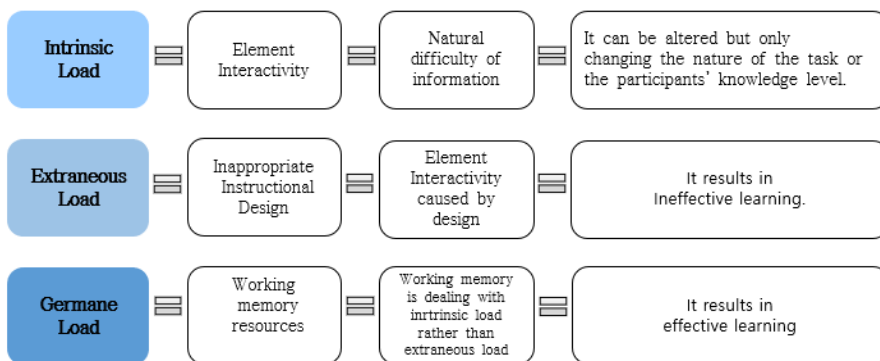 Intrinsic
Load
Element
Interactivity
Natural
difficulty of
information
It can be altered but only
changing the nature of the task or
the participants’ knowledge level.
Extraneous
Load
Inappropriate
Instructional
Design
Element
Interactivity
caused by
design
It results in
Ineffective learning.
Germane
Load
Working
memory
resources
Working memory
is dealing with
inrtrinsic load
rather than
extraneous load
It results in
effective learning